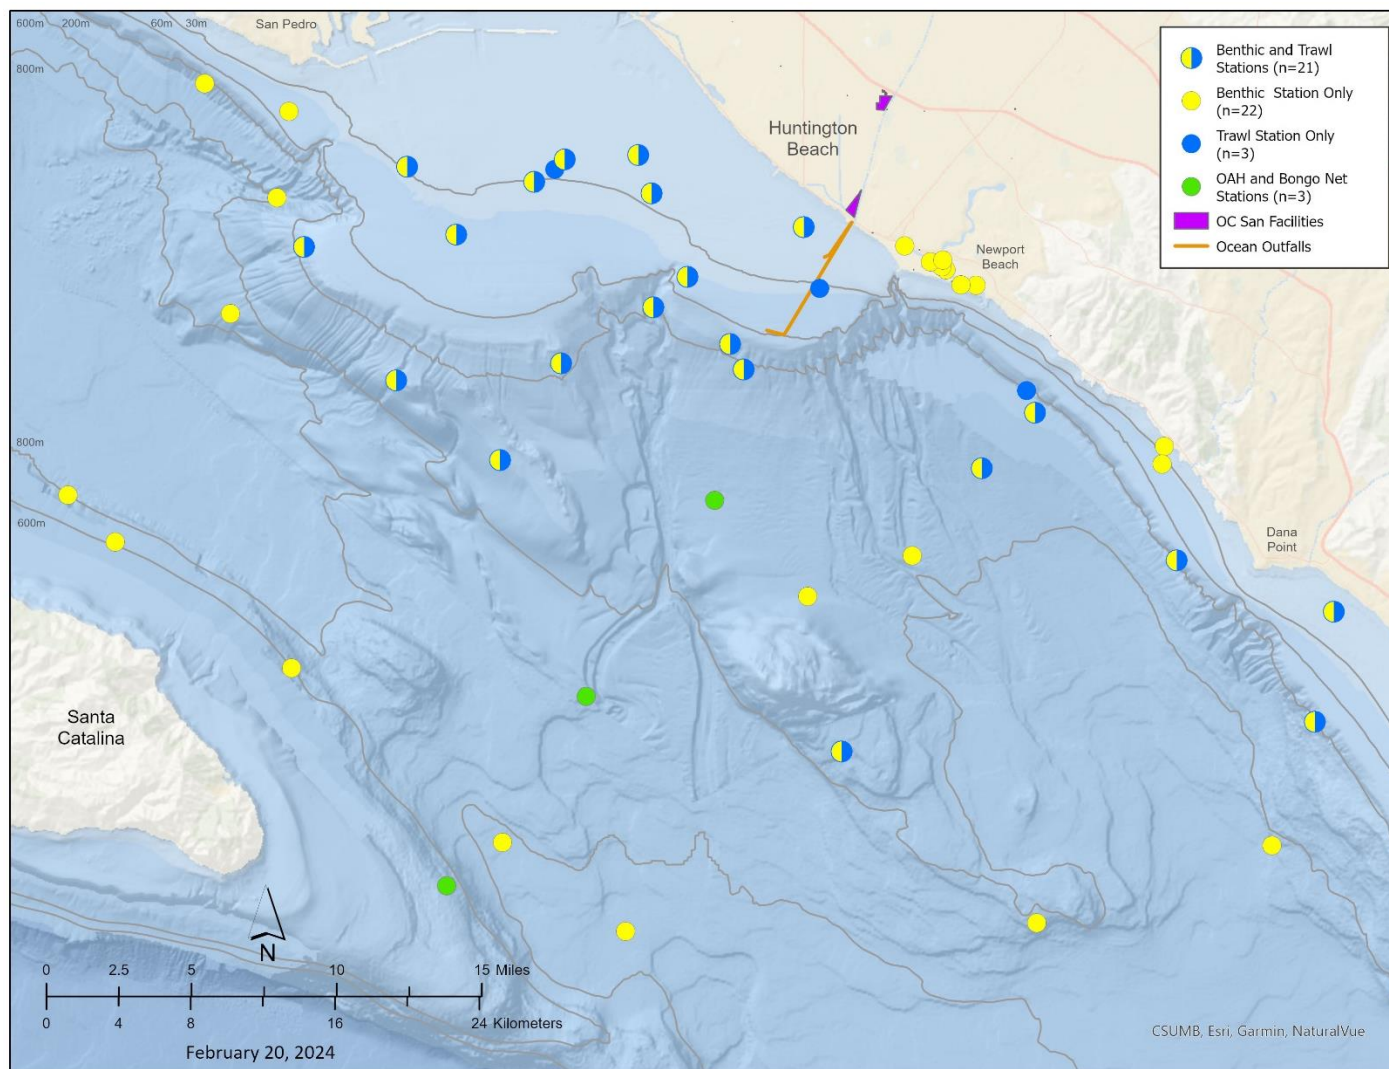 600m 200m 60m 30m San Pedro
800m
Huntington
Beach
Newport
Beach
Benthic and Trawl
Stations (n=21)
Benthic Station Only
(n=22)
Trawl Station Only
(n=3)
OAH and Bongo Net
Stations (n=3)
OC San Facilities
Ocean Outfalls
800m
600m
Dana
Point
Santa
Catalina
N
0 2.5 5 10 15 Miles
0 4 8 16 24 Kilometers
February 20, 2024
CSUMB, Esri, Garmin, NaturalVue